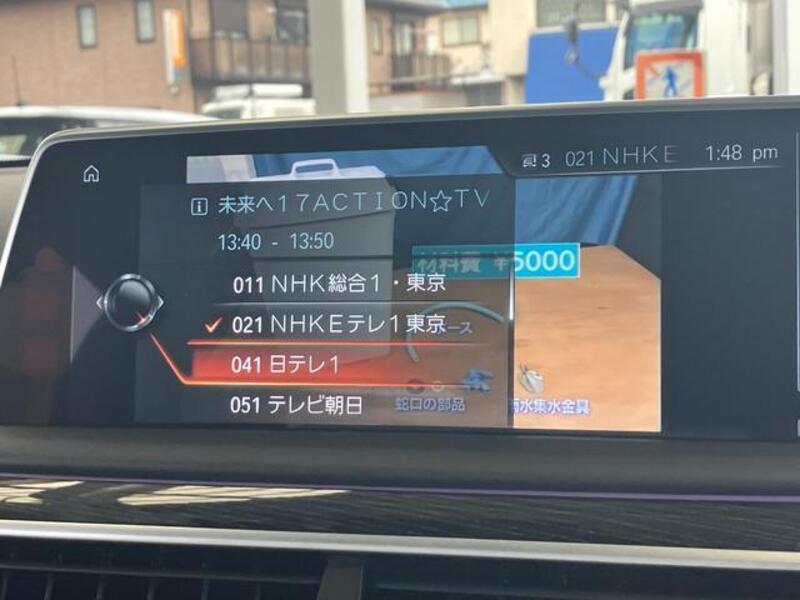 3 021 NHKE 1:48 pm
未来へ17ACTION☆TV
13:40 - 13:50
材料費 ¥5000
011 NHK総合1・東京
021 NHKEテレ1東京
ース
041 日テレ1
051 テレビ朝日
蛇口の部品
雨水集水金具